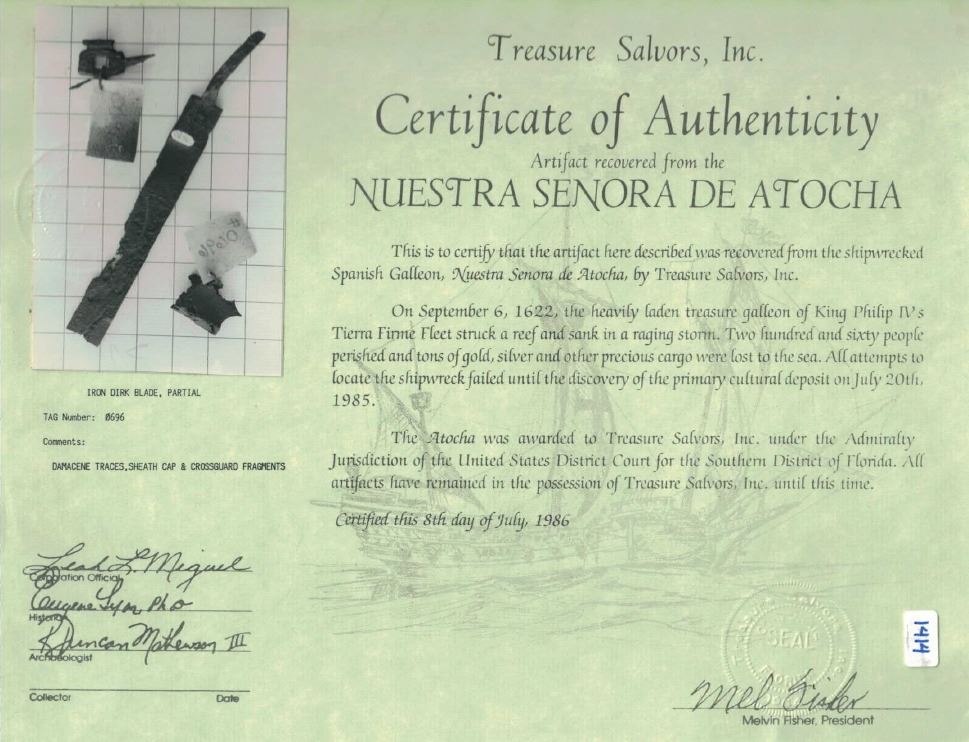 Treasure Salvors, Inc.
Certificate of Authenticity
Artifact recovered from the
NUESTRA SENORA DE ATOCHA
This is to certify that the artifact here described was recovered from the shipwrecked
Spanish Galleon, Nuestra Senora de Atocha, by Treasure Salvors, Inc.
On September 6, 1622, the heavily laden treasure galleon of King Philip IV's
Tierra Firme Fleet struck a reef and sank in a raging storm. Two hundred and sixty people
perished and tons of gold, silver and other precious cargo were lost to the sea. All attempts to
locate the shipwreck failed until the discovery of the primary cultural deposit on July 20th,
1985.
The Atocha was awarded to Treasure Salvors, Inc. under the Admiralty
Jurisdiction of the United States District Court for the Southern District of Florida. All
artifacts have remained in the possession of Treasure Salvors, Inc. until this time.
Certified this 8th day of July, 1986
IRON DIRK BLADE, PARTIAL
TAG Number: 0696
Comments:
DAMACENE TRACES,SHEATH CAP & CROSSGUARD FRAGMENTS
Leah L. Miguel
Corporation Official
Eugene Lyon, PhD
Historian
R Duncan Mathewson III
Archaeologist
Collector Date
SEAL
1414
Mel Fisher
Melvin Fisher, President